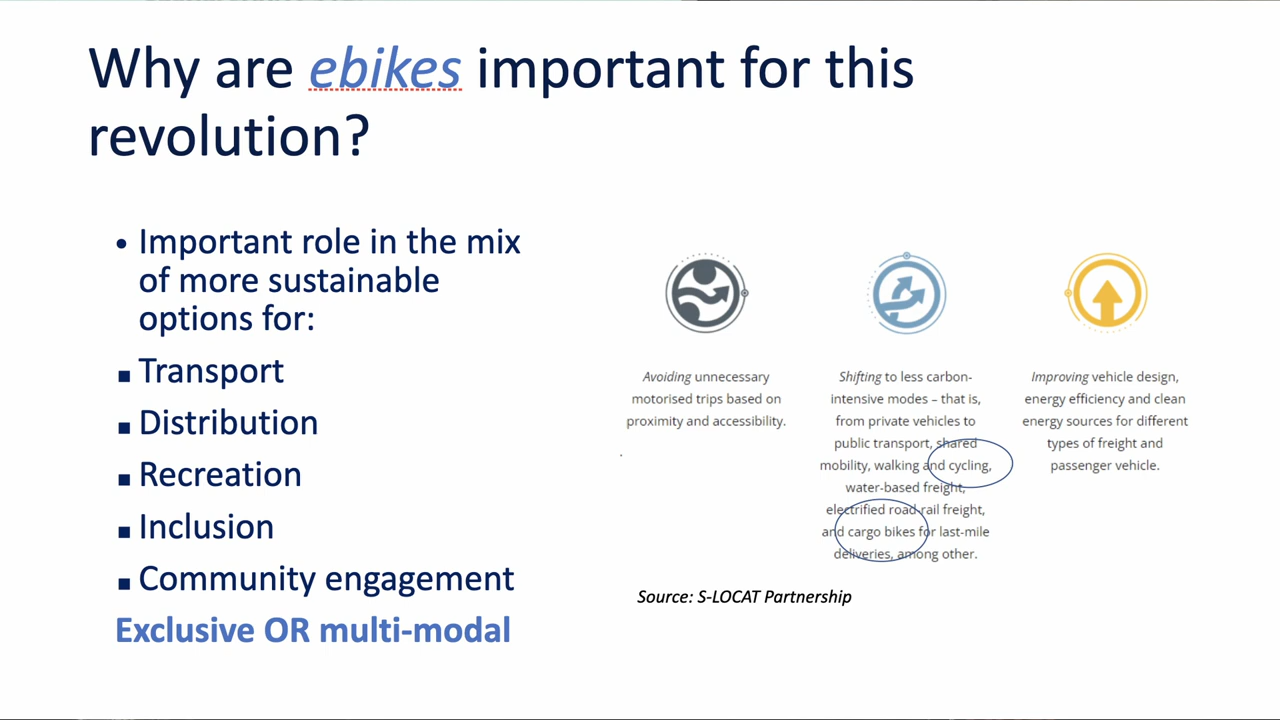 Why are ebikes important for this
revolution?
• Important role in the mix
of more sustainable
options for:
▪ Transport
▪ Distribution
▪ Recreation
▪ Inclusion
▪ Community engagement
Exclusive OR multi-modal
Avoiding unnecessary
motorised trips based on
proximity and accessibility.
Shifting to less carbon-
intensive modes – that is,
from private vehicles to
public transport, shared
mobility, walking and cycling,
water-based freight,
electrified road-rail freight,
and cargo bikes for last-mile
deliveries, among other.
Improving vehicle design,
energy efficiency and clean
energy sources for different
types of freight and
passenger vehicle.
Source: S-LOCAT Partnership